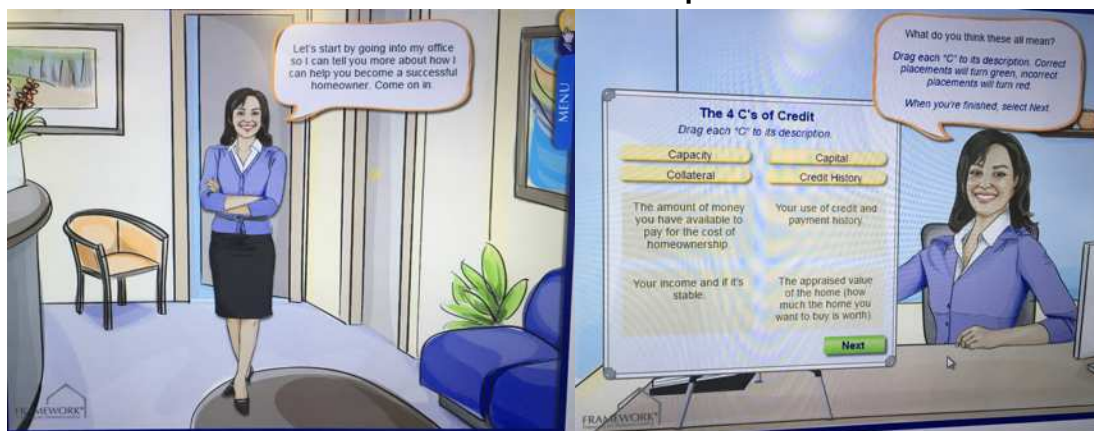 Let's start by going into my office
so I can tell you more about how I
can help you become a successful
homeowner. Come on in.
MENU
FRAMEWORK
What do you think these all mean?
Drag each "C" to its description. Correct
placements will turn green, incorrect
placements will turn red.
When you're finished, select Next.
The 4 C's of Credit
Drag each "C" to its description.
Capacity
Capital
Collateral
Credit History
The amount of money
you have available to
pay for the cost of
homeownership.
Your use of credit and
payment history.
Your income and if it's
stable.
The appraised value
of the home (how
much the home you
want to buy is worth).
Next
FRAMEWORK